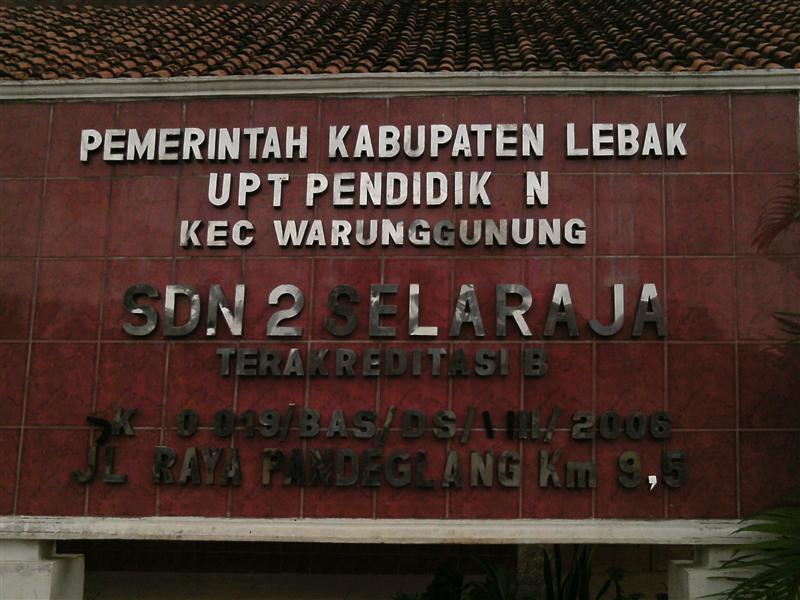 PEMERINTAH KABUPATEN LEBAK
UPT PENDIDIK N
KEC WARUNGGUNUNG
SDN 2 SELARAJA
TERAKREDITASI B
K 0 019/BAS/DS/ III/2006
JL RAYA PANDEGLANG Km 9,5